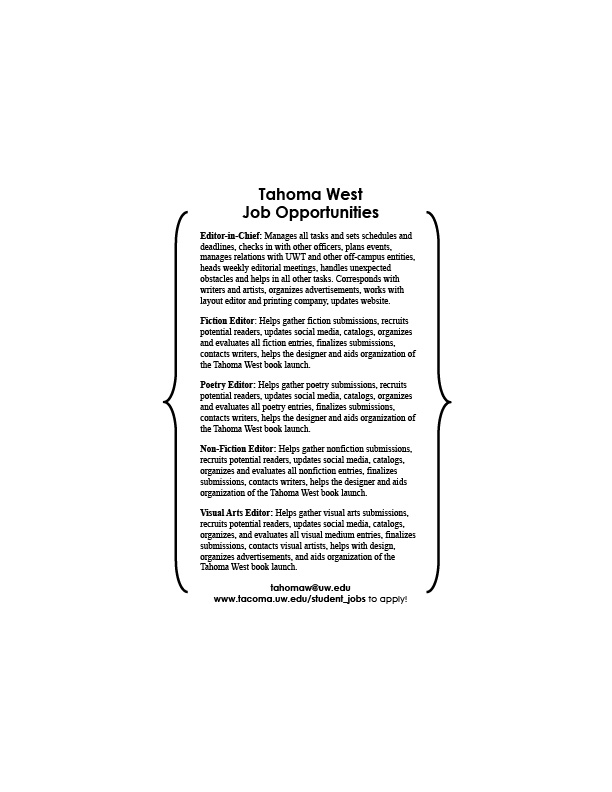 Tahoma West
Job Opportunities
Editor-in-Chief: Manages all tasks and sets schedules and
deadlines, checks in with other officers, plans events,
manages relations with UWT and other off-campus entities,
heads weekly editorial meetings, handles unexpected
obstacles and helps in all other tasks. Corresponds with
writers and artists, organizes advertisements, works with
layout editor and printing company, updates website.
Fiction Editor: Helps gather fiction submissions, recruits
potential readers, updates social media, catalogs, organizes
and evaluates all fiction entries, finalizes submissions,
contacts writers, helps the designer and aids organization of
the Tahoma West book launch.
Poetry Editor: Helps gather poetry submissions, recruits
potential readers, updates social media, catalogs, organizes
and evaluates all poetry entries, finalizes submissions,
contacts writers, helps the designer and aids organization of
the Tahoma West book launch.
Non-Fiction Editor: Helps gather nonfiction submissions,
recruits potential readers, updates social media, catalogs,
organizes and evaluates all nonfiction entries, finalizes
submissions, contacts writers, helps the designer and aids
organization of the Tahoma West book launch.
Visual Arts Editor: Helps gather visual arts submissions,
recruits potential readers, updates social media, catalogs,
organizes, and evaluates all visual medium entries, finalizes
submissions, contacts visual artists, helps with design,
organizes advertisements, and aids organization of the
Tahoma West book launch.
tahomaw@uw.edu
www.tacoma.uw.edu/student_jobs to apply!